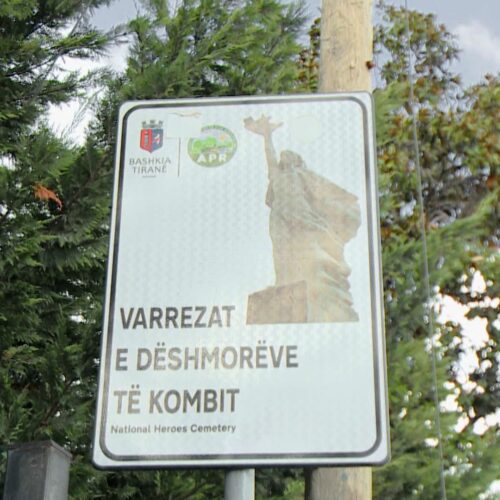 BASHKIA
TIRANË
APR
VARREZAT
E DËSHMORËVE
TË KOMBIT
National Heroes Cemetery